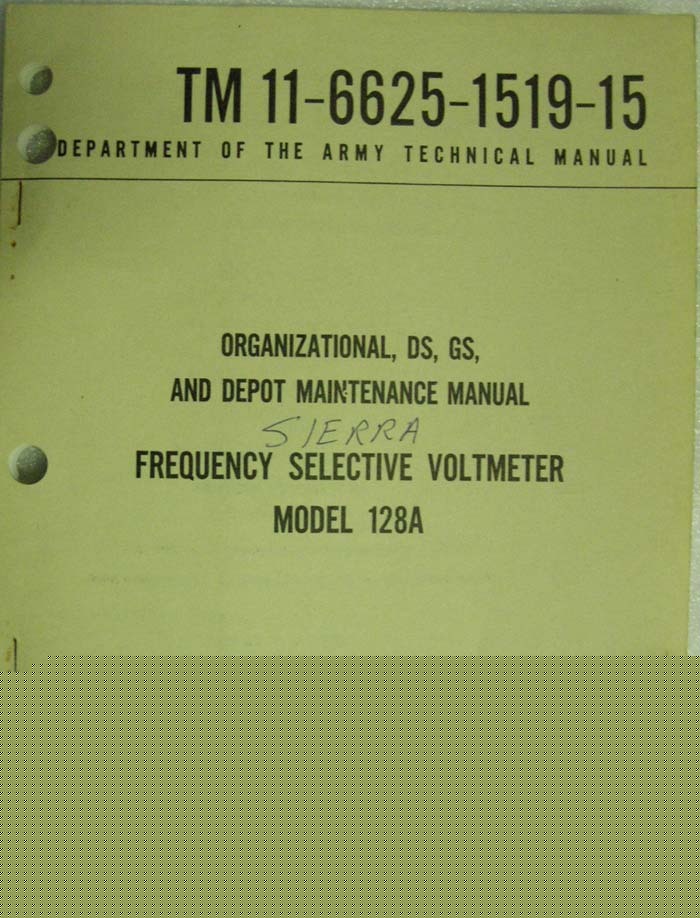 TM 11-6625-1519-15
DEPARTMENT OF THE ARMY TECHNICAL MANUAL
ORGANIZATIONAL, DS, GS,
AND DEPOT MAINTENANCE MANUAL
SIERRA
FREQUENCY SELECTIVE VOLTMETER
MODEL 128A